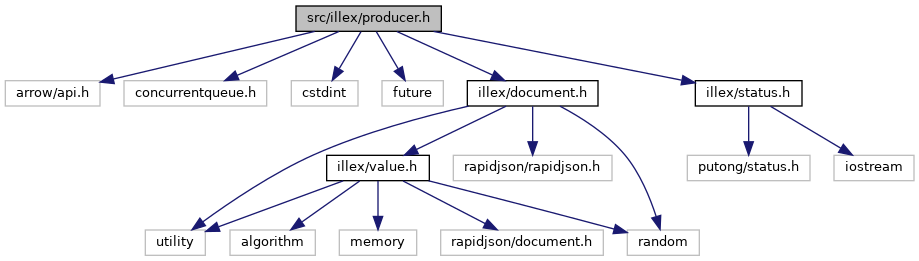 src/illex/producer.h
arrow/api.h
concurrentqueue.h
cstdint
future
illex/document.h
illex/status.h
illex/value.h
rapidjson/rapidjson.h
putong/status.h
iostream
utility
algorithm
memory
rapidjson/document.h
random